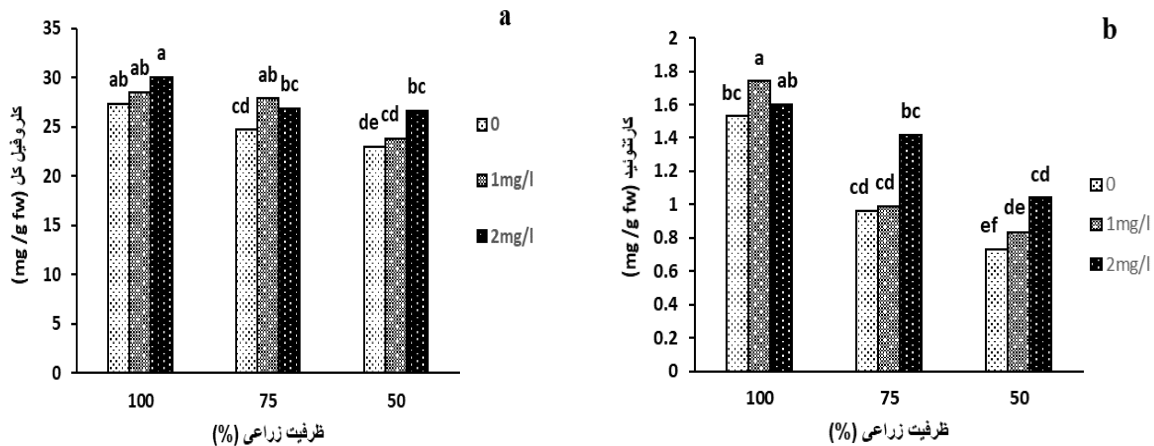 a
35
30
25
20
15
10
5
0
ab
ab
a
cd
ab
bc
de
cd
bc
100
75
50
کلروفیل کل (mg /g fw)
ظرفیت زراعی (%)
0
1mg/l
2mg/l
b
2
1.8
1.6
1.4
1.2
1
0.8
0.6
0.4
0.2
0
bc
a
ab
cd
cd
bc
ef
de
cd
100
75
50
کارتنوئید (mg /g fw)
ظرفیت زراعی (%)
0
1mg/l
2mg/l